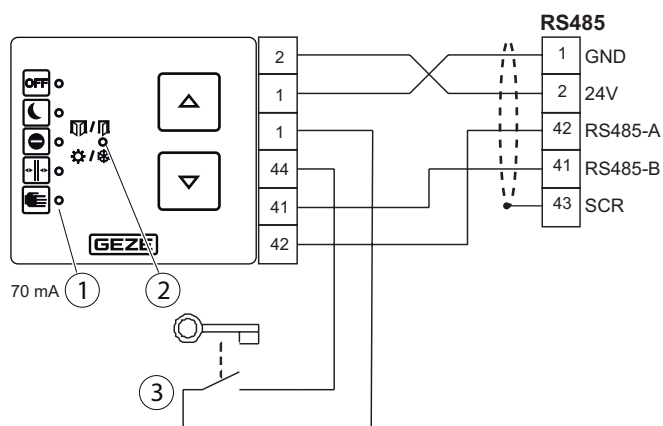 RS485
2
1
1
44
41
42
1 GND
2 24V
42 RS485-A
41 RS485-B
43 SCR
OFF
/
/
GEZE
70 mA
1
2
3